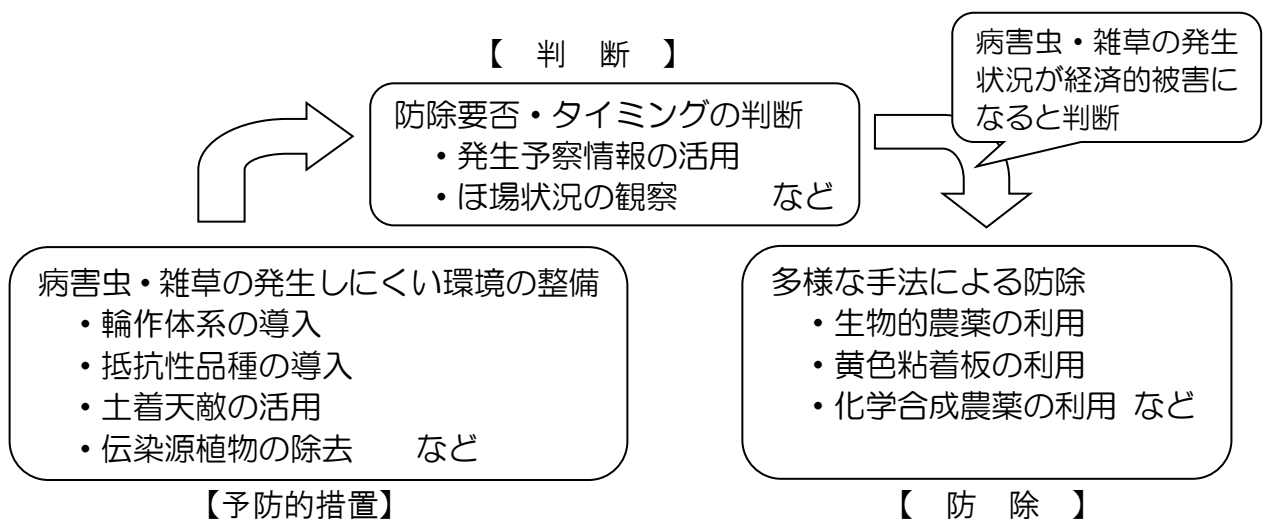 【 判 断 】
防除要否・タイミングの判断
・発生予察情報の活用
・ほ場状況の観察 など
病害虫・雑草の発生
状況が経済的被害に
なると判断
病害虫・雑草の発生しにくい環境の整備
・輪作体系の導入
・抵抗性品種の導入
・土着天敵の活用
・伝染源植物の除去 など
【予防的措置】
多様な手法による防除
・生物的農薬の利用
・黄色粘着板の利用
・化学合成農薬の利用 など
【 防 除 】